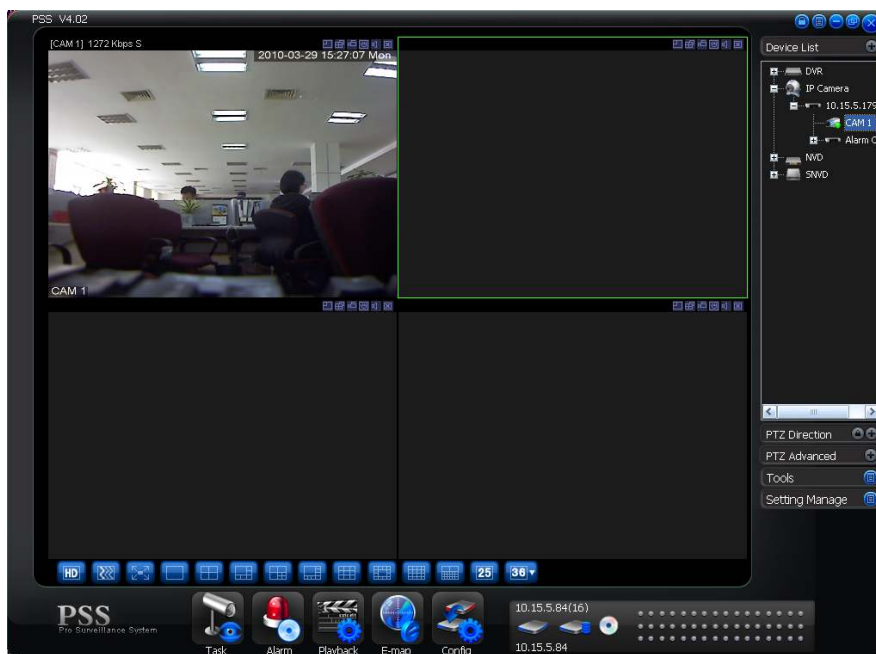 PSS V4.02
[CAM 1] 1272 Kbps S
2010-03-29 15:27:07 Mon
CAM 1
Device List
DVR
IP Camera
10.15.5.179
CAM 1
Alarm O
NVD
SNVD
PTZ Direction
PTZ Advanced
Tools
Setting Manage
HD
25
36
PSS
Pro Surveillance System
Task
Alarm
Playback
E-map
Config
10.15.5.84(16)
10.15.5.84